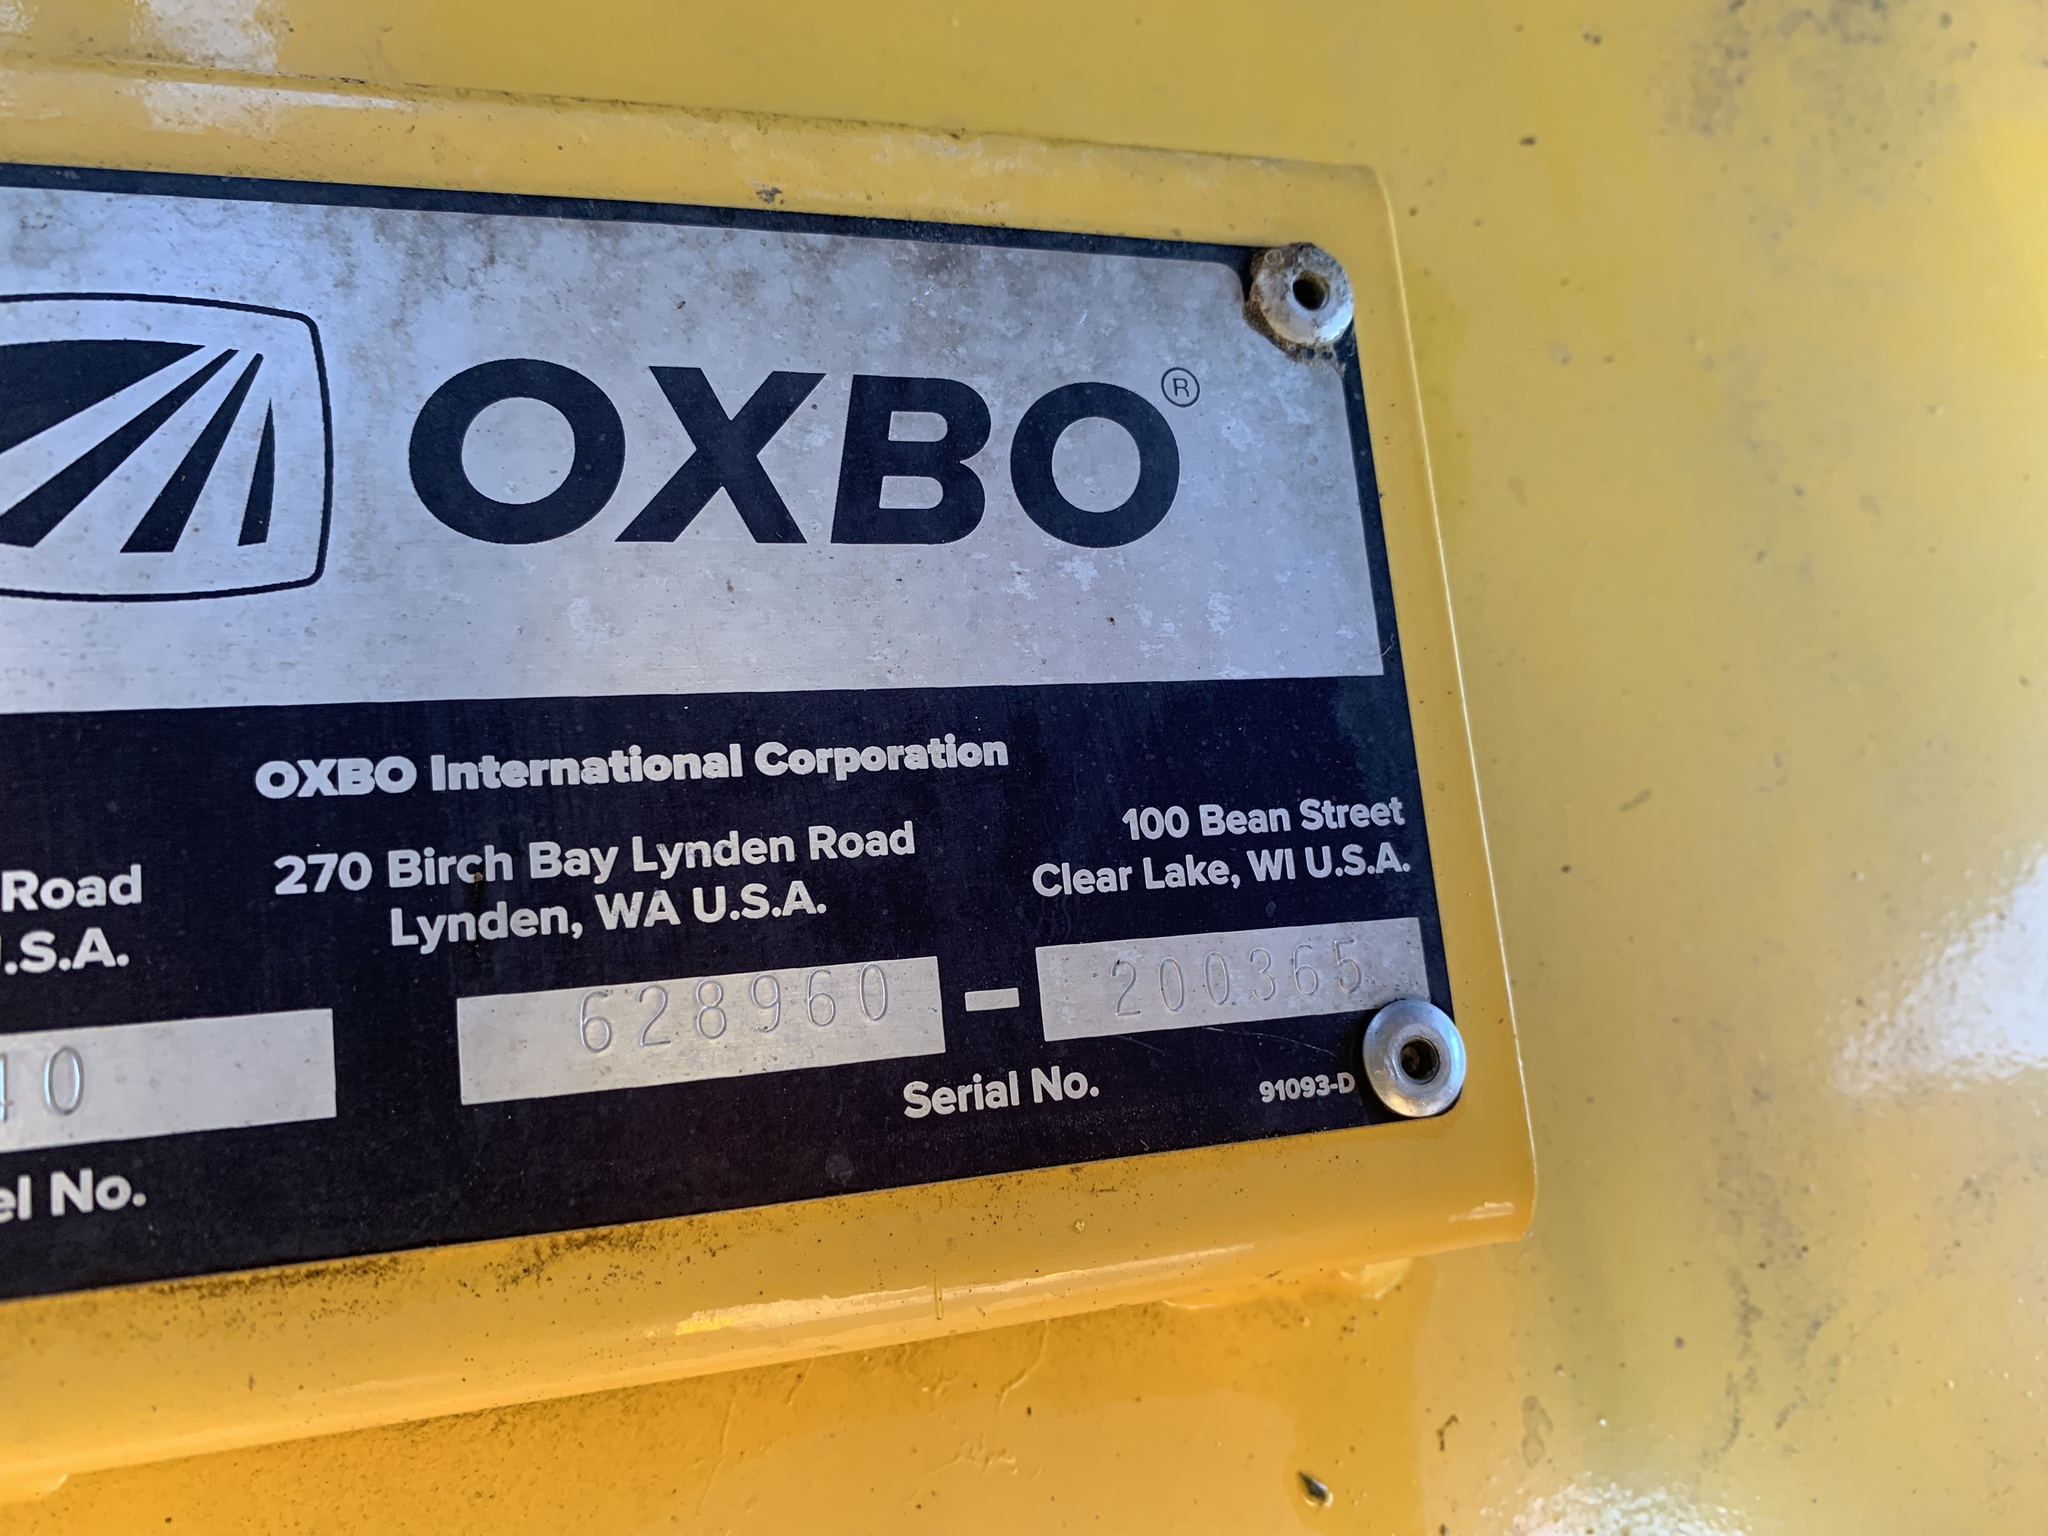 OXBO®
OXBO International Corporation
Road
270 Birch Bay Lynden Road
100 Bean Street
.S.A.
Lynden, WA U.S.A.
Clear Lake, WI U.S.A.
40
628960 - 200365
el No.
Serial No.
91093-D